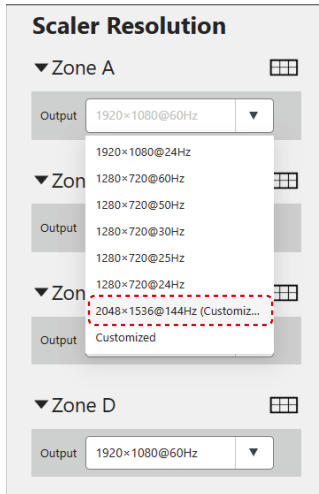 Scaler Resolution
▼Zone A
Output 1920×1080@60Hz ▼
1920×1080@24Hz
1280×720@60Hz
▼Zon
1280×720@50Hz
Output
1280×720@30Hz
1280×720@25Hz
1280×720@24Hz
▼Zon
2048×1536@144Hz (Customiz...
Output
Customized
▼Zone D
Output 1920×1080@60Hz ▼